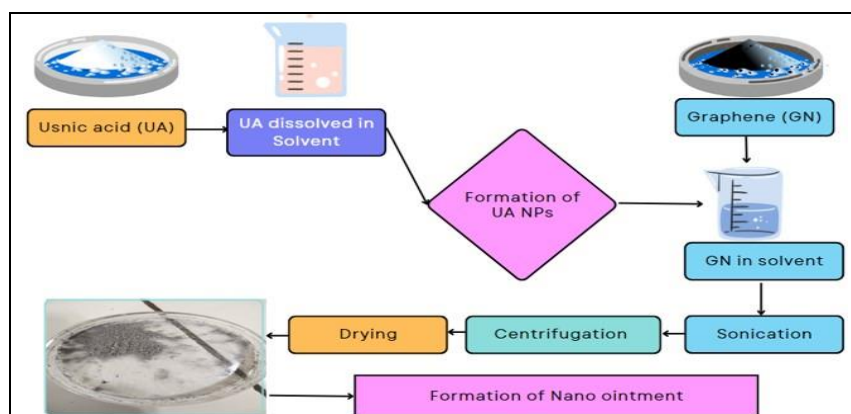 Usnic acid (UA)
UA dissolved in
Solvent
Graphene (GN)
Formation of
UA NPs
GN in solvent
Drying
Centrifugation
Sonication
Formation of Nano ointment